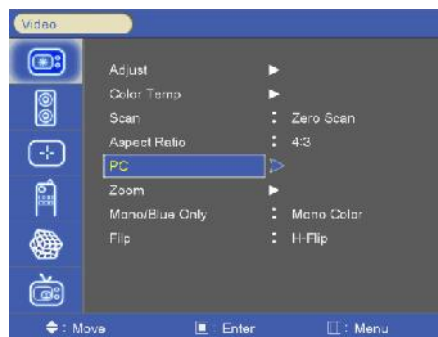 Video
Adjust
Color Temp
Scan : Zero Scan
Aspect Ratio : 4:3
PC
Zoom
Mono/Blue Only : Mono Color
Flip : H-Flip
: Move : Enter : Menu